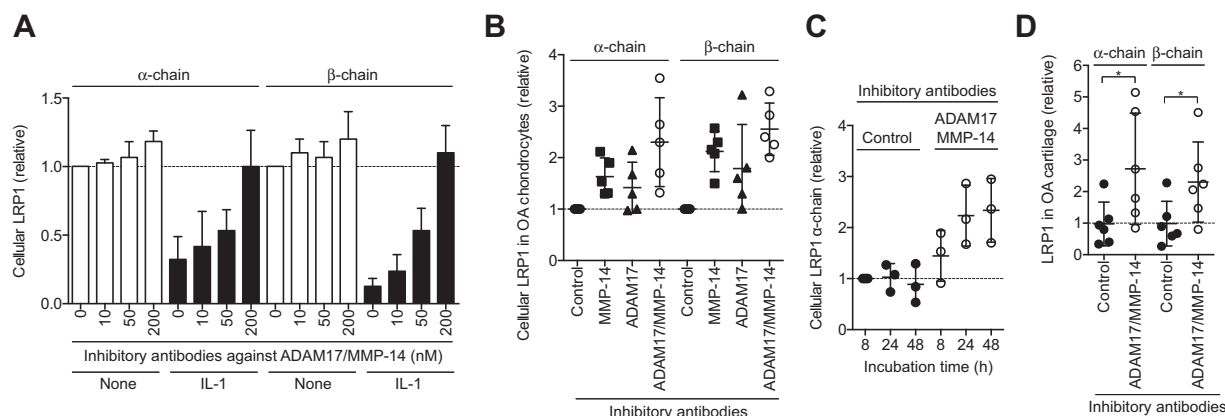 A
α-chain
β-chain
Cellular LRP1 (relative)
1.5
1.0
0.5
0.0
0 10 50 200 0 10 50 200 0 10 50 200 0 10 50 200
Inhibitory antibodies against ADAM17/MMP-14 (nM)
None IL-1 None IL-1
B
α-chain
β-chain
Cellular LRP1 in OA chondrocytes (relative)
4
3
2
1
0
Control MMP-14 ADAM17 ADAM17/MMP-14 Control MMP-14 ADAM17 ADAM17/MMP-14
Inhibitory antibodies
C
Inhibitory antibodies
ADAM17
Control MMP-14
Cellular LRP1 α-chain (relative)
4
3
2
1
0
8 24 48 8 24 48
Incubation time (h)
D
α-chain β-chain
* *
LRP1 in OA cartilage (relative)
6
5
4
3
2
1
0
Control ADAM17/MMP-14 Control ADAM17/MMP-14
Inhibitory antibodies